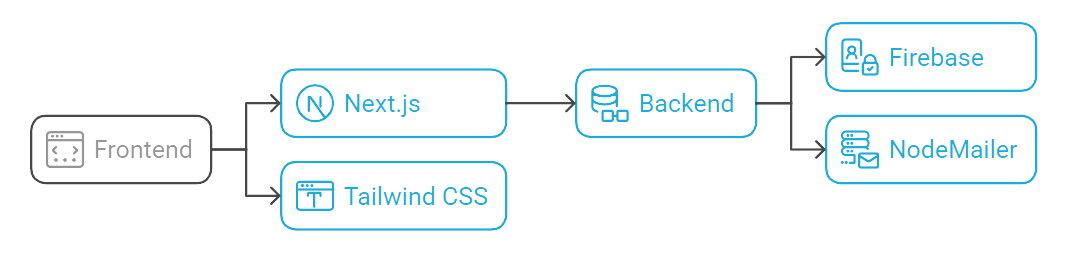 Frontend
Next.js
Tailwind CSS
Backend
Firebase
NodeMailer